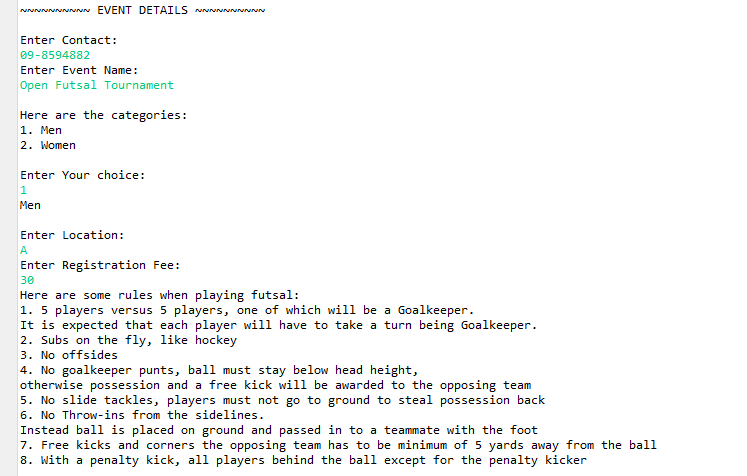 ~~~~~~~~~~ EVENT DETAILS ~~~~~~~~~~
Enter Contact:
09-8594882
Enter Event Name:
Open Futsal Tournament
Here are the categories:
1. Men
2. Women
Enter Your choice:
1
Men
Enter Location:
A
Enter Registration Fee:
30
Here are some rules when playing futsal:
1. 5 players versus 5 players, one of which will be a Goalkeeper.
It is expected that each player will have to take a turn being Goalkeeper.
2. Subs on the fly, like hockey
3. No offsides
4. No goalkeeper punts, ball must stay below head height,
otherwise possession and a free kick will be awarded to the opposing team
5. No slide tackles, players must not go to ground to steal possession back
6. No Throw-ins from the sidelines.
Instead ball is placed on ground and passed in to a teammate with the foot
7. Free kicks and corners the opposing team has to be minimum of 5 yards away from the ball
8. With a penalty kick, all players behind the ball except for the penalty kicker